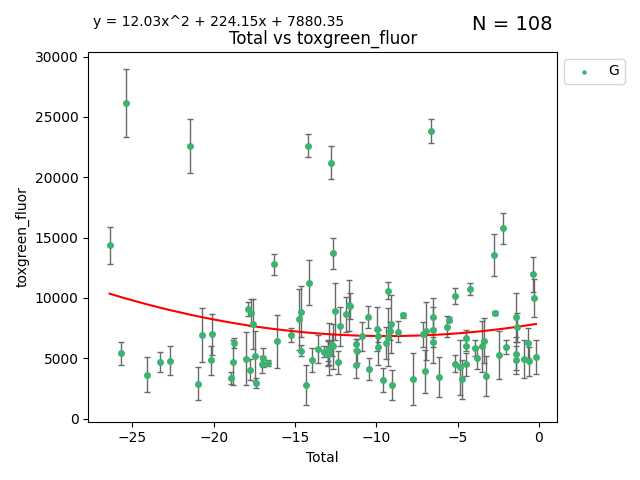 y = 12.03x^2 + 224.15x + 7880.35
N = 108
Total vs toxgreen_fluor
G
toxgreen_fluor
30000
25000
20000
15000
10000
5000
0
−25
−20
−15
−10
−5
0
Total